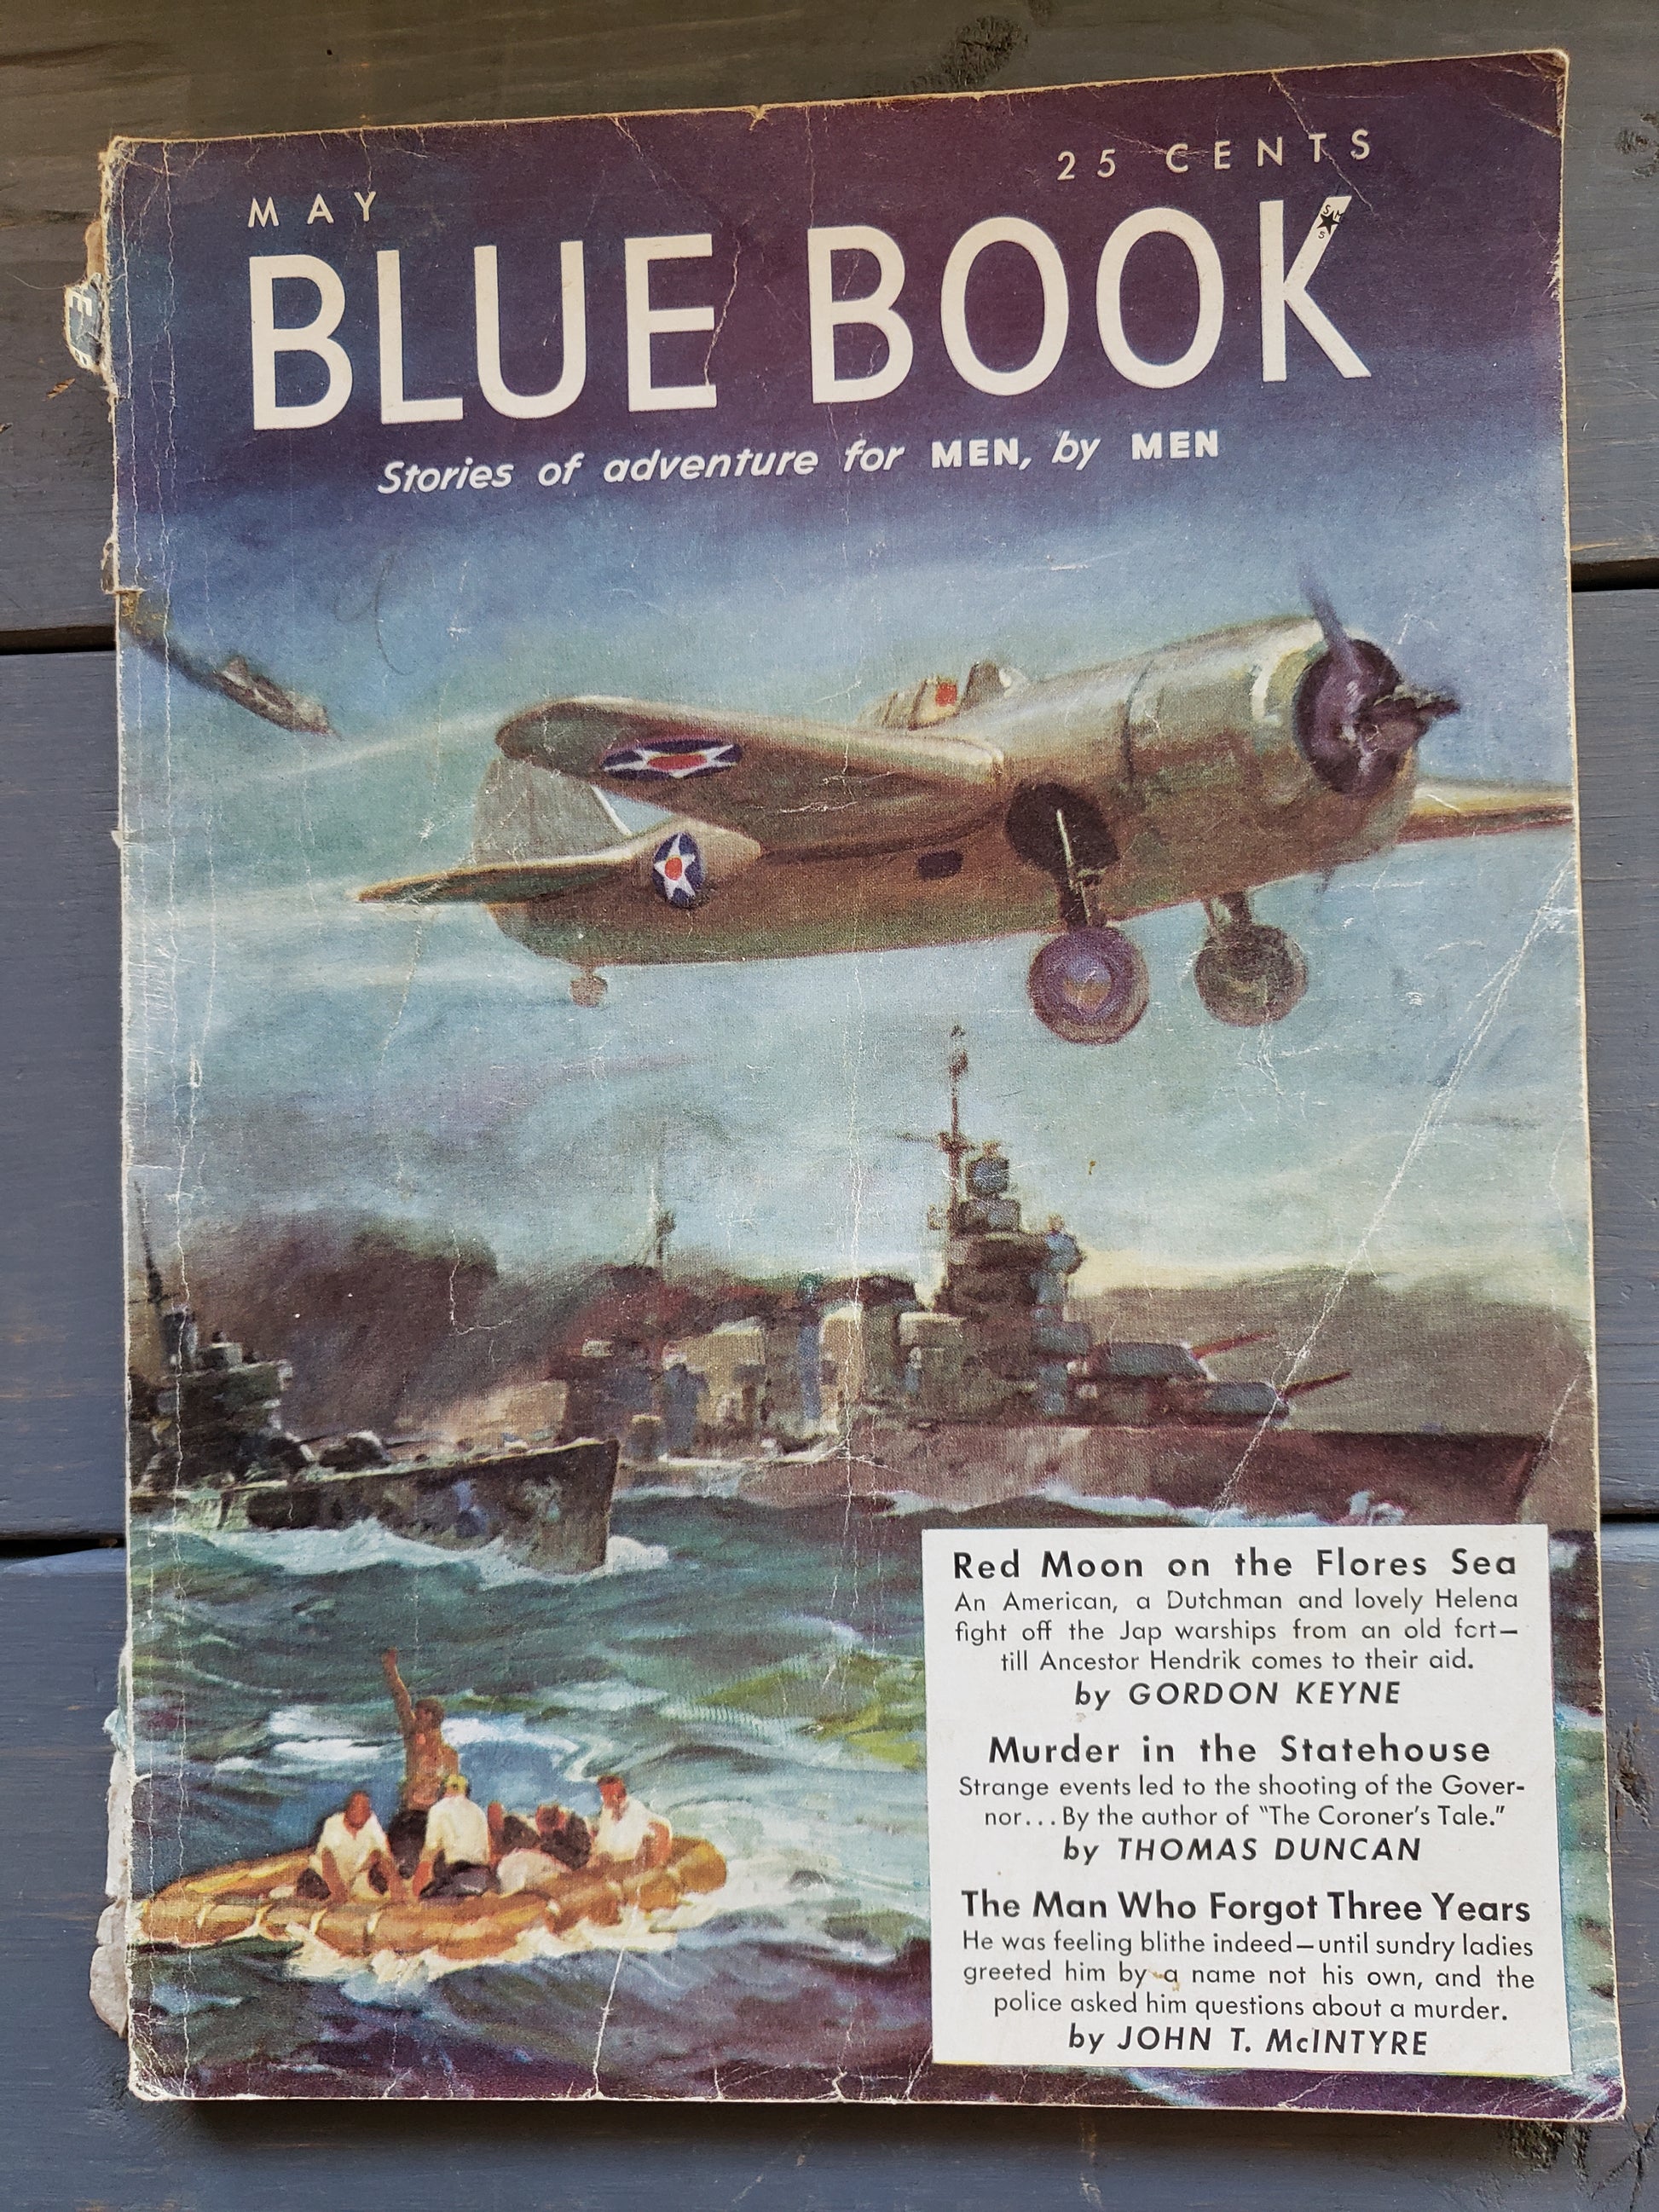 MAY
25 CENTS
BLUE BOOK
Stories of adventure for MEN, by MEN
Red Moon on the Flores Sea
An American, a Dutchman and lovely Helena
fight off the Jap warships from an old fort—
till Ancestor Hendrik comes to their aid.
by GORDON KEYNE
Murder in the Statehouse
Strange events led to the shooting of the Gover-
nor... By the author of "The Coroner's Tale."
by THOMAS DUNCAN
The Man Who Forgot Three Years
He was feeling blithe indeed—until sundry ladies
greeted him by a name not his own, and the
police asked him questions about a murder.
by JOHN T. McINTYRE